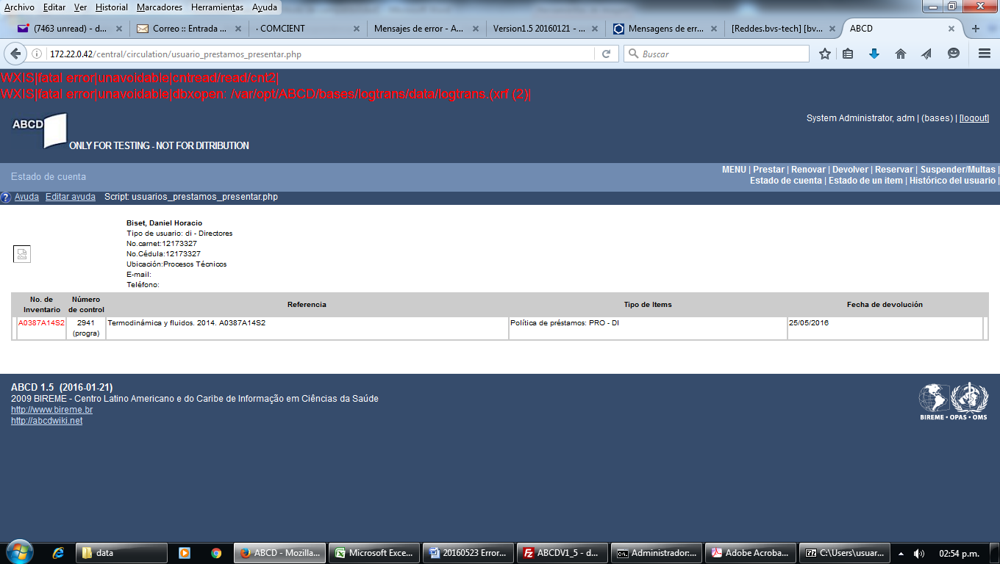 Archivo Editar Ver Historial Marcadores Herramientas Ayuda
(7463 unread) - d... Correo :: Entrada ... · COMCIENT Mensajes de error - A... Version1.5 20160121 - ... Mensagens de err... [Reddes.bvs-tech] [bv... ABCD
172.22.0.42/central/circulation/usuario_prestamos_presentar.php Buscar
WXIS|fatal error|unavoidable|cntread/read/cnt2|
WXIS|fatal error|unavoidable|dbxopen: /var/opt/ABCD/bases/logtrans/data/logtrans.(xrf (2)|
ABCD
ONLY FOR TESTING - NOT FOR DITRIBUTION
System Administrator, adm | (bases) | [logout]
Estado de cuenta
MENU | Prestar | Renovar | Devolver | Reservar | Suspender/Multas |
Estado de cuenta | Estado de un ítem | Histórico del usuario |
? Ayuda Editar ayuda Script: usuarios_prestamos_presentar.php
Biset, Daniel Horacio
Tipo de usuario: di - Directores
No.carnet:12173327
No.Cédula:12173327
Ubicación:Procesos Técnicos
E-mail:
Teléfono:
No. de Inventario Número de control Referencia Tipo de Items Fecha de devolución
A0387A14S2 2941 (progra) Termodinámica y fluidos. 2014. A0387A14S2 Política de préstamos: PRO - DI 25/05/2016
ABCD 1.5 (2016-01-21)
2009 BIREME - Centro Latino Americano e do Caribe de Informação em Ciências da Saúde
http://www.bireme.br
http://abcdwiki.net
BIREME • OPAS • OMS
data ABCD - Mozilla... Microsoft Exce... 20160523 Error... ABCDV1_5 - d... Administrador:... Adobe Acroba... C:\Users\usuar... 02:54 p.m.